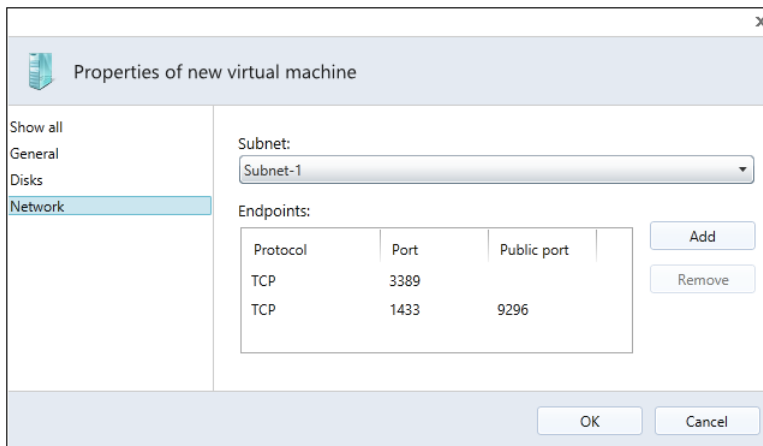 x
Properties of new virtual machine
Show all
General
Disks
Network
Subnet:
Subnet-1
Endpoints:
Protocol Port Public port
TCP 3389
TCP 1433 9296
Add
Remove
OK Cancel